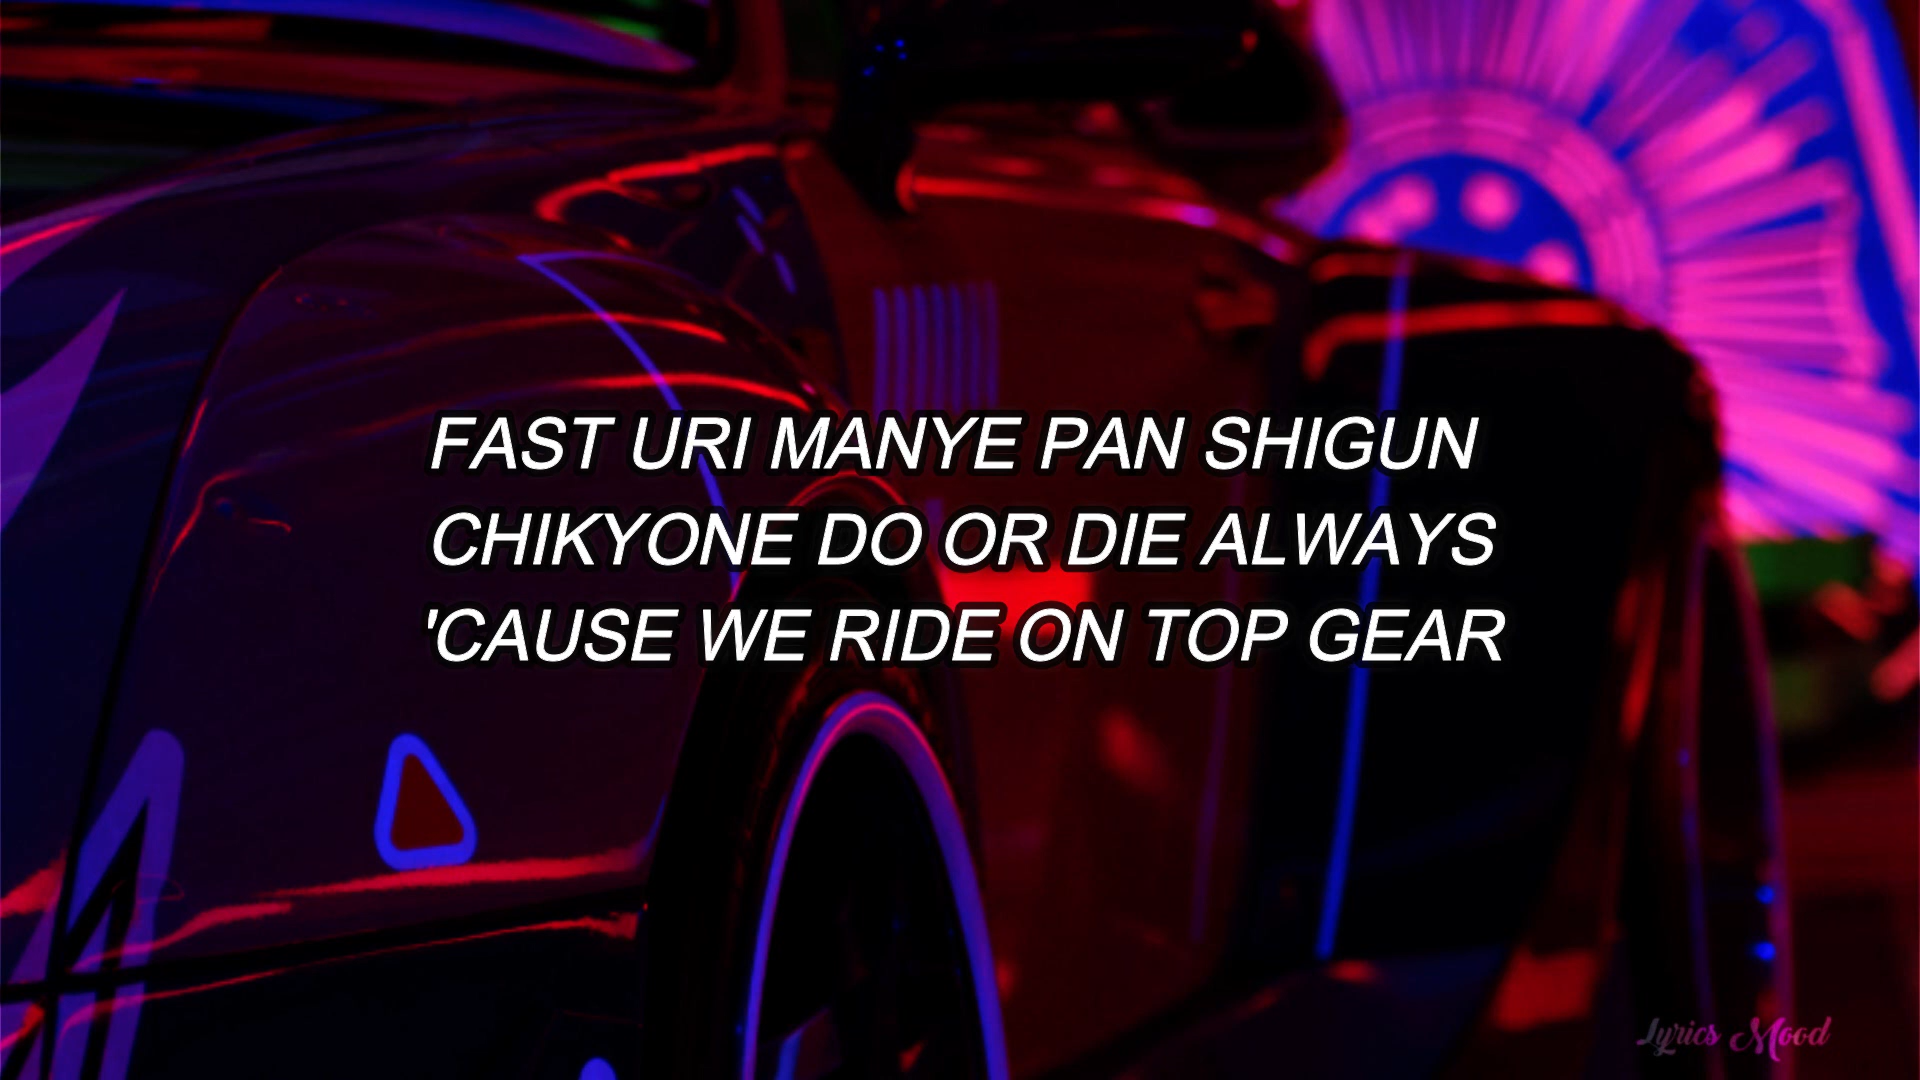 FAST URI MANYE PAN SHIGUN
CHIKYONE DO OR DIE ALWAYS
'CAUSE WE RIDE ON TOP GEAR
Lyrics Mood